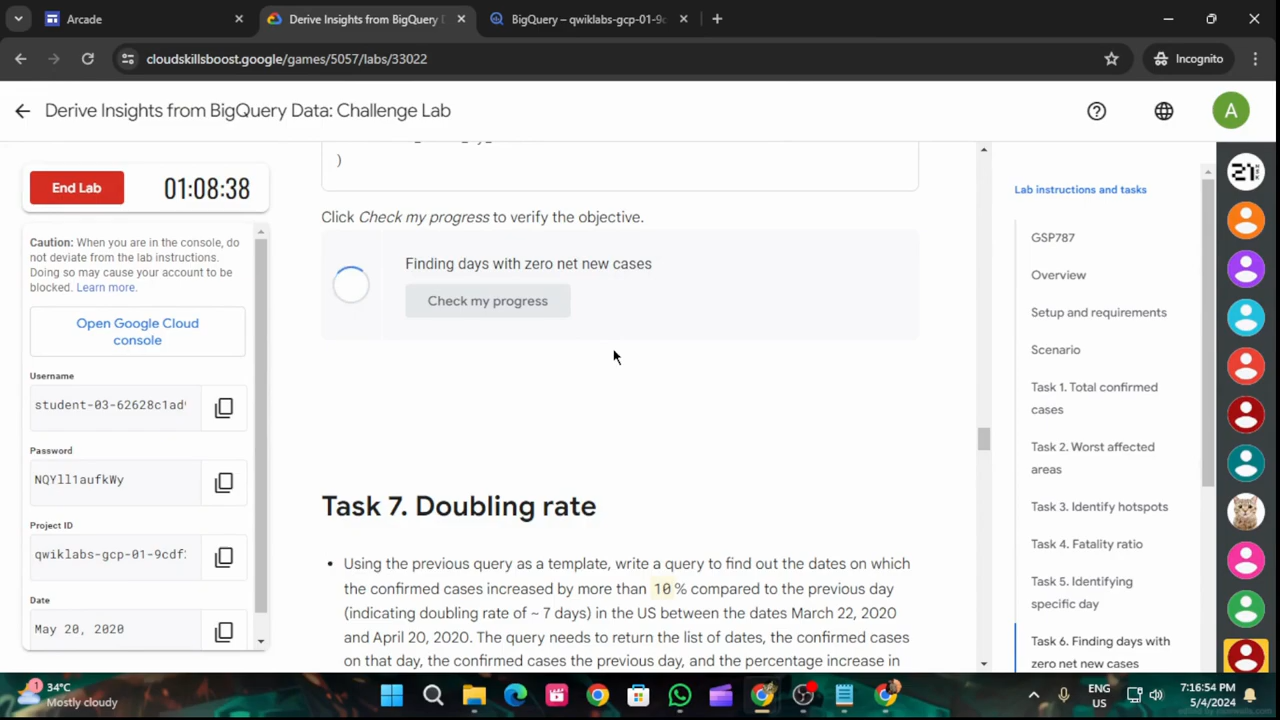 Arcade
Derive Insights from BigQuery
BigQuery – qwiklabs-gcp-01-9c
cloudskillsboost.google/games/5057/labs/33022
Incognito
Derive Insights from BigQuery Data: Challenge Lab
A
End Lab
01:08:38
Caution: When you are in the console, do
not deviate from the lab instructions.
Doing so may cause your account to be
blocked. Learn more.
Open Google Cloud
console
Username
student-03-62628c1ad
Password
NQYll1aufkWy
Project ID
qwiklabs-gcp-01-9cdf
Date
May 20, 2020
)
Click Check my progress to verify the objective.
Finding days with zero net new cases
Check my progress
Task 7. Doubling rate
• Using the previous query as a template, write a query to find out the dates on which
the confirmed cases increased by more than 10 % compared to the previous day
(indicating doubling rate of ~ 7 days) in the US between the dates March 22, 2020
and April 20, 2020. The query needs to return the list of dates, the confirmed cases
on that day, the confirmed cases the previous day, and the percentage increase in
Lab instructions and tasks
GSP787
Overview
Setup and requirements
Scenario
Task 1. Total confirmed
cases
Task 2. Worst affected
areas
Task 3. Identify hotspots
Task 4. Fatality ratio
Task 5. Identifying
specific day
Task 6. Finding days with
zero net new cases
21
1
34°C
Mostly cloudy
ENG
US
7:16:54 PM
5/4/2024